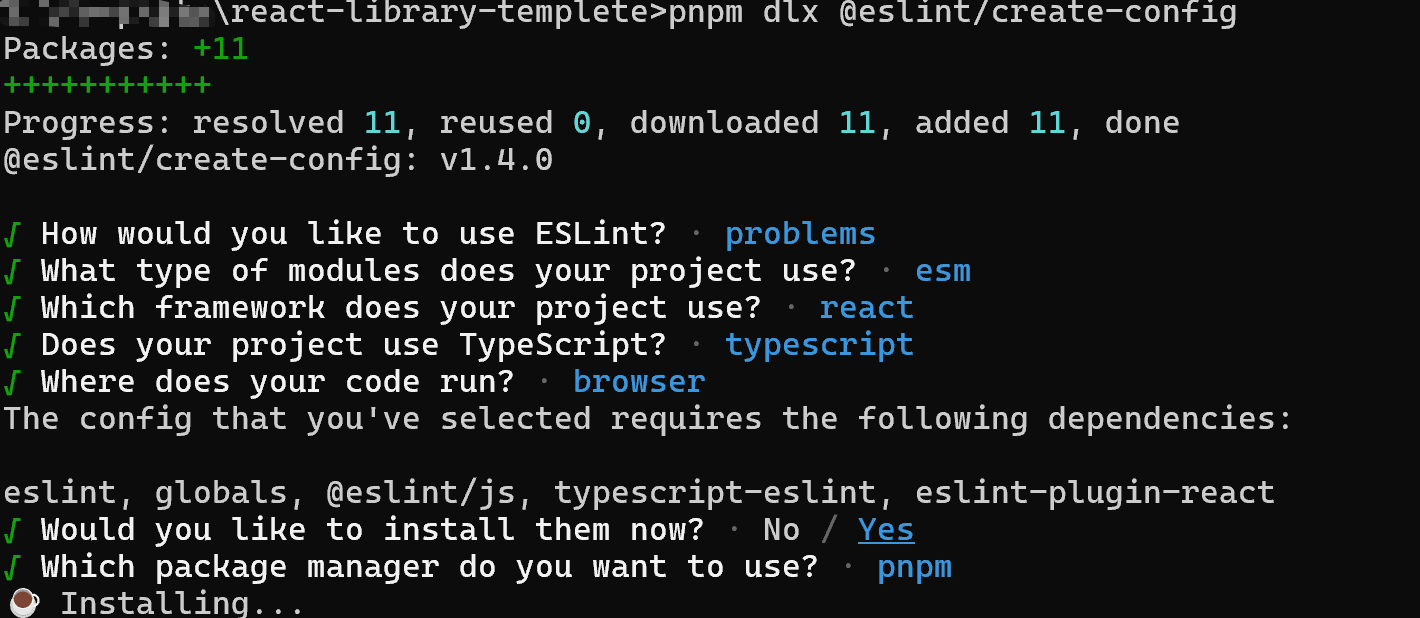 \react-library-templete>pnpm dlx @eslint/create-config
Packages: +11
+++++++++++
Progress: resolved 11, reused 0, downloaded 11, added 11, done
@eslint/create-config: v1.4.0
√ How would you like to use ESLint? · problems
√ What type of modules does your project use? · esm
√ Which framework does your project use? · react
√ Does your project use TypeScript? · typescript
√ Where does your code run? · browser
The config that you've selected requires the following dependencies:
eslint, globals, @eslint/js, typescript-eslint, eslint-plugin-react
√ Would you like to install them now? · No / Yes
√ Which package manager do you want to use? · pnpm
☕ Installing...